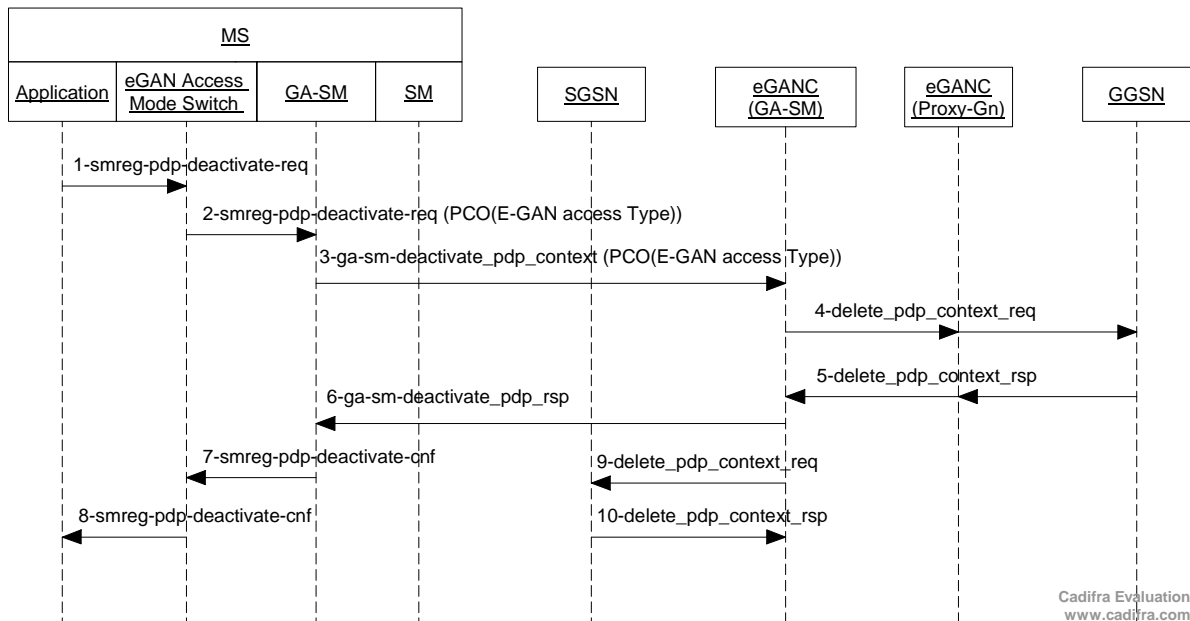 MS
Application
eGAN Access
Mode Switch
GA-SM
SM
SGSN
eGANC
(GA-SM)
eGANC
(Proxy-Gn)
GGSN
1-smreg-pdp-deactivate-req
2-smreg-pdp-deactivate-req (PCO(E-GAN access Type))
3-ga-sm-deactivate_pdp_context (PCO(E-GAN access Type))
4-delete_pdp_context_req
5-delete_pdp_context_rsp
6-ga-sm-deactivate_pdp_rsp
7-smreg-pdp-deactivate-cnf
9-delete_pdp_context_req
8-smreg-pdp-deactivate-cnf
10-delete_pdp_context_rsp
Cadifra Evaluation
www.cadifra.com